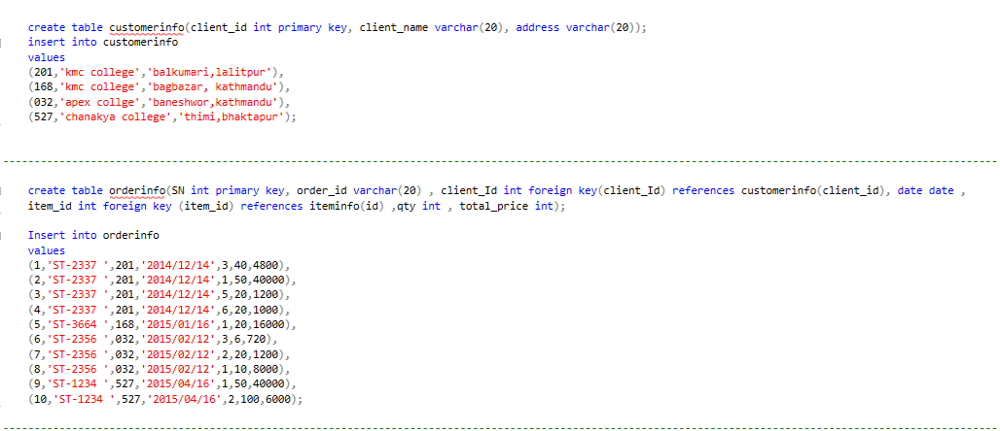 create table customerinfo(client_id int primary key, client_name varchar(20), address varchar(20));
insert into customerinfo
values
(201,'kmc college','balkumari,lalitpur'),
(168,'kmc college','bagbazar, kathmandu'),
(032,'apex collge','baneshwor,kathmandu'),
(527,'chanakya college','thimi,bhaktapur');
create table orderinfo(SN int primary key, order_id varchar(20) , client_Id int foreign key(client_Id) references customerinfo(client_id), date date ,
item_id int foreign key (item_id) references iteminfo(id) ,qty int , total_price int);
Insert into orderinfo
values
(1,'ST-2337 ',201,'2014/12/14',3,40,4800),
(2,'ST-2337 ',201,'2014/12/14',1,50,40000),
(3,'ST-2337 ',201,'2014/12/14',5,20,1200),
(4,'ST-2337 ',201,'2014/12/14',6,20,1000),
(5,'ST-3664 ',168,'2015/01/16',1,20,16000),
(6,'ST-2356 ',032,'2015/02/12',3,6,720),
(7,'ST-2356 ',032,'2015/02/12',2,20,1200),
(8,'ST-2356 ',032,'2015/02/12',1,10,8000),
(9,'ST-1234 ',527,'2015/04/16',1,50,40000),
(10,'ST-1234 ',527,'2015/04/16',2,100,6000);